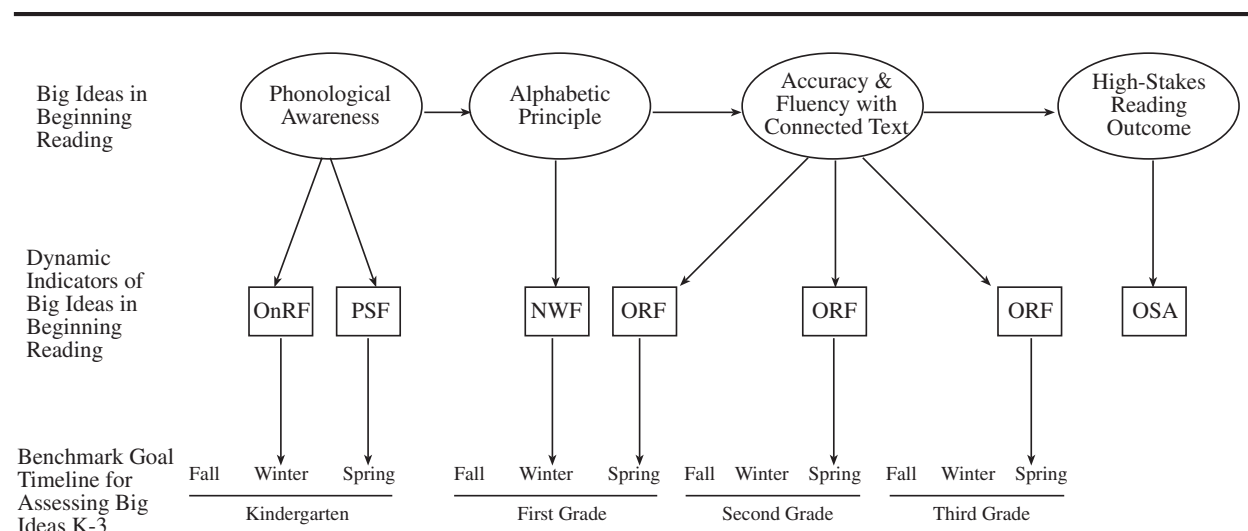 Big Ideas in
Beginning
Reading
Phonological
Awareness
Alphabetic
Principle
Accuracy &
Fluency with
Connected Text
High-Stakes
Reading
Outcome
Dynamic
Indicators of
Big Ideas in
Beginning
Reading
OnRF
PSF
NWF
ORF
ORF
ORF
OSA
Benchmark Goal
Timeline for
Assessing Big
Ideas K-3
Fall Winter Spring
Kindergarten
Fall Winter Spring
First Grade
Fall Winter Spring
Second Grade
Fall Winter Spring
Third Grade